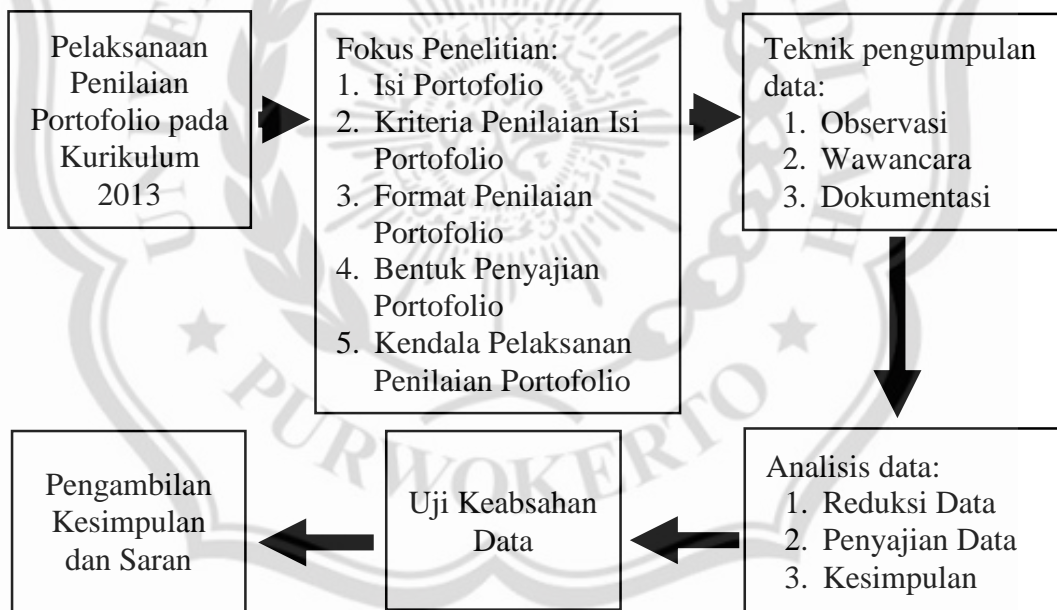 Pelaksanaan
Penilaian
Portofolio pada
Kurikulum
2013
Fokus Penelitian:
1. Isi Portofolio
2. Kriteria Penilaian Isi
Portofolio
3. Format Penilaian
Portofolio
4. Bentuk Penyajian
Portofolio
5. Kendala Pelaksanan
Penilaian Portofolio
Teknik pengumpulan
data:
1. Observasi
2. Wawancara
3. Dokumentasi
Analisis data:
1. Reduksi Data
2. Penyajian Data
3. Kesimpulan
Uji Keabsahan
Data
Pengambilan
Kesimpulan
dan Saran
PURWOKERTO